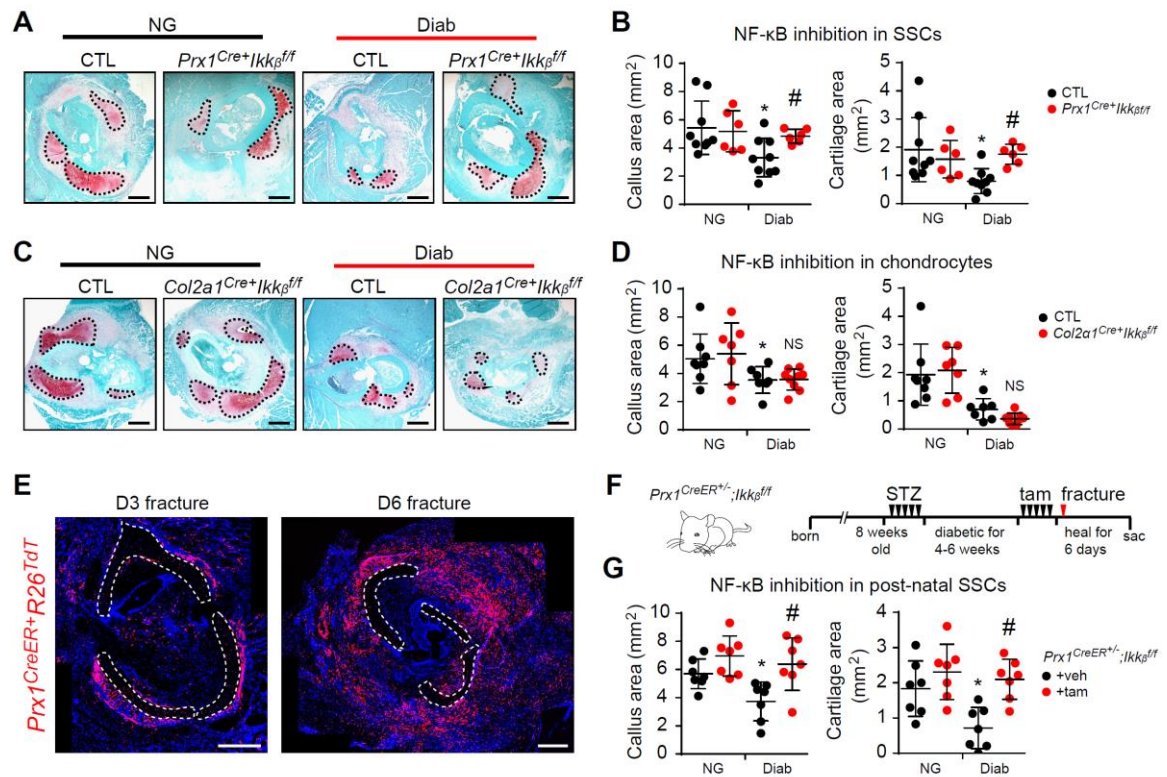 A
NG
Diab
CTL
Prx1Cre+Ikkβf/f
CTL
Prx1Cre+Ikkβf/f
B
NF-κB inhibition in SSCs
Callus area (mm2)
10
8
6
4
2
0
*
#
NG
Diab
Cartilage area
(mm2)
5
4
3
2
1
0
*
#
NG
Diab
CTL
Prx1Cre+Ikkβf/f
C
NG
Diab
CTL
Col2a1Cre+Ikkβf/f
CTL
Col2a1Cre+Ikkβf/f
D
NF-κB inhibition in chondrocytes
Callus area (mm2)
10
8
6
4
2
0
*
NS
NG
Diab
Cartilage area
(mm2)
5
4
3
2
1
0
*
NS
NG
Diab
CTL
Col2α1Cre+Ikkβf/f
E
D3 fracture
D6 fracture
Prx1CreER+R26TdT
F
Prx1CreER+/-;Ikkβf/f
STZ
tam
fracture
born
8 weeks
old
diabetic for
4-6 weeks
heal for
6 days
sac
G
NF-κB inhibition in post-natal SSCs
Callus area (mm2)
10
8
6
4
2
0
*
#
NG
Diab
Cartilage area
(mm2)
4
3
2
1
0
*
#
NG
Diab
Prx1CreER+/-;Ikkβf/f
+veh
+tam